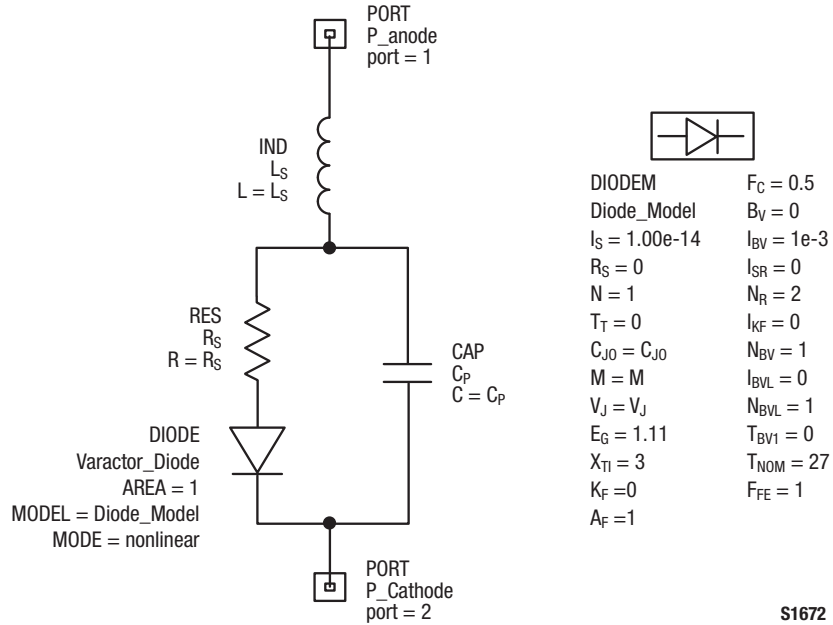 PORT
P_anode
port = 1
IND
LS
L = LS
RES
RS
R = RS
CAP
CP
C = CP
DIODE
Varactor_Diode
AREA = 1
MODEL = Diode_Model
MODE = nonlinear
PORT
P_Cathode
port = 2
DIODEM
Diode_Model
IS = 1.00e-14
RS = 0
N = 1
TT = 0
CJO = CJO
M = M
VJ = VJ
EG = 1.11
XTI = 3
KF =0
AF =1
FC = 0.5
BV = 0
IBV = 1e-3
ISR = 0
NR = 2
IKF = 0
NBV = 1
IBVL = 0
NBVL = 1
TBV1 = 0
TNOM = 27
FFE = 1
S1672